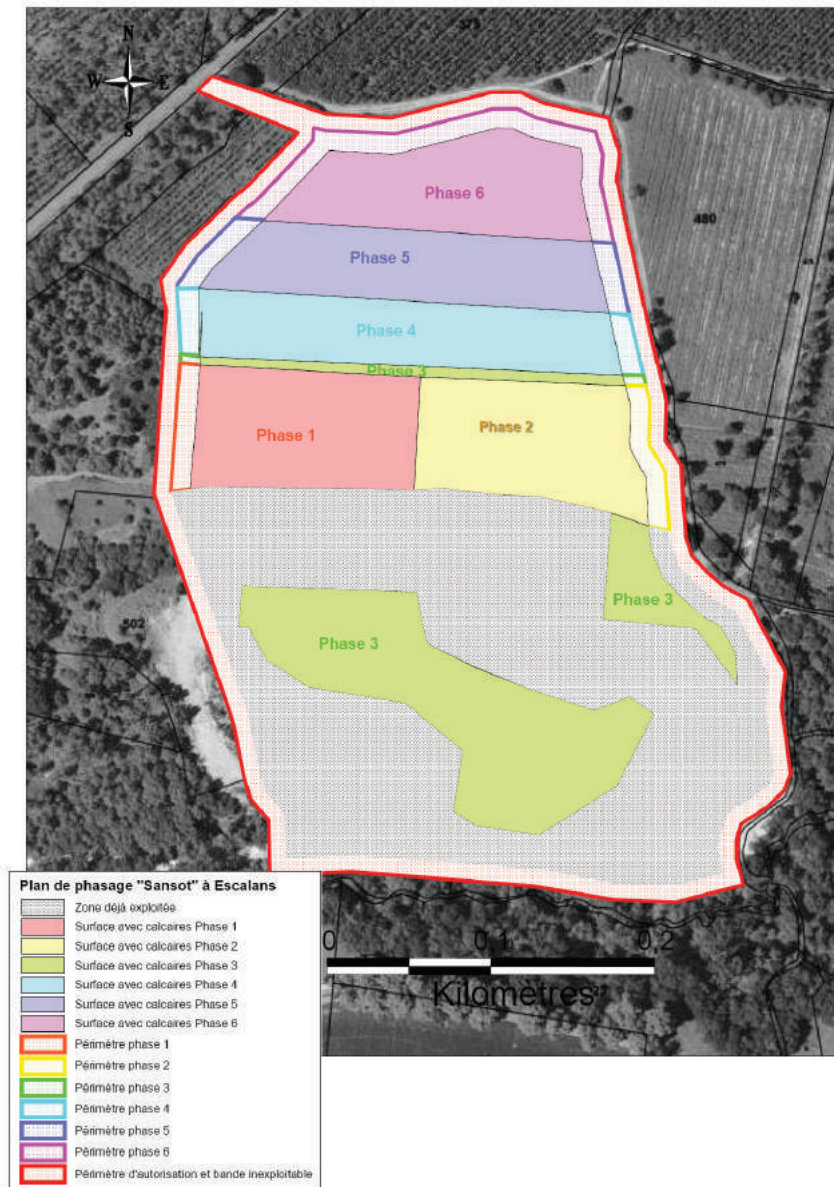 373
N
W E
S
Phase 6
480
Phase 5
Phase 4
Phase 3
Phase 1
Phase 2
Phase 3
502
Phase 3
Plan de phasage "Sansot" à Escalans
Zone déjà exploitée
Surface avec calcaires Phase 1
Surface avec calcaires Phase 2
Surface avec calcaires Phase 3
Surface avec calcaires Phase 4
Surface avec calcaires Phase 5
Surface avec calcaires Phase 6
Périmètre phase 1
Périmètre phase 2
Périmètre phase 3
Périmètre phase 4
Périmètre phase 5
Périmètre phase 6
Périmètre d'autorisation et bande inexploitable
0 0,1 0,2
Kilomètres